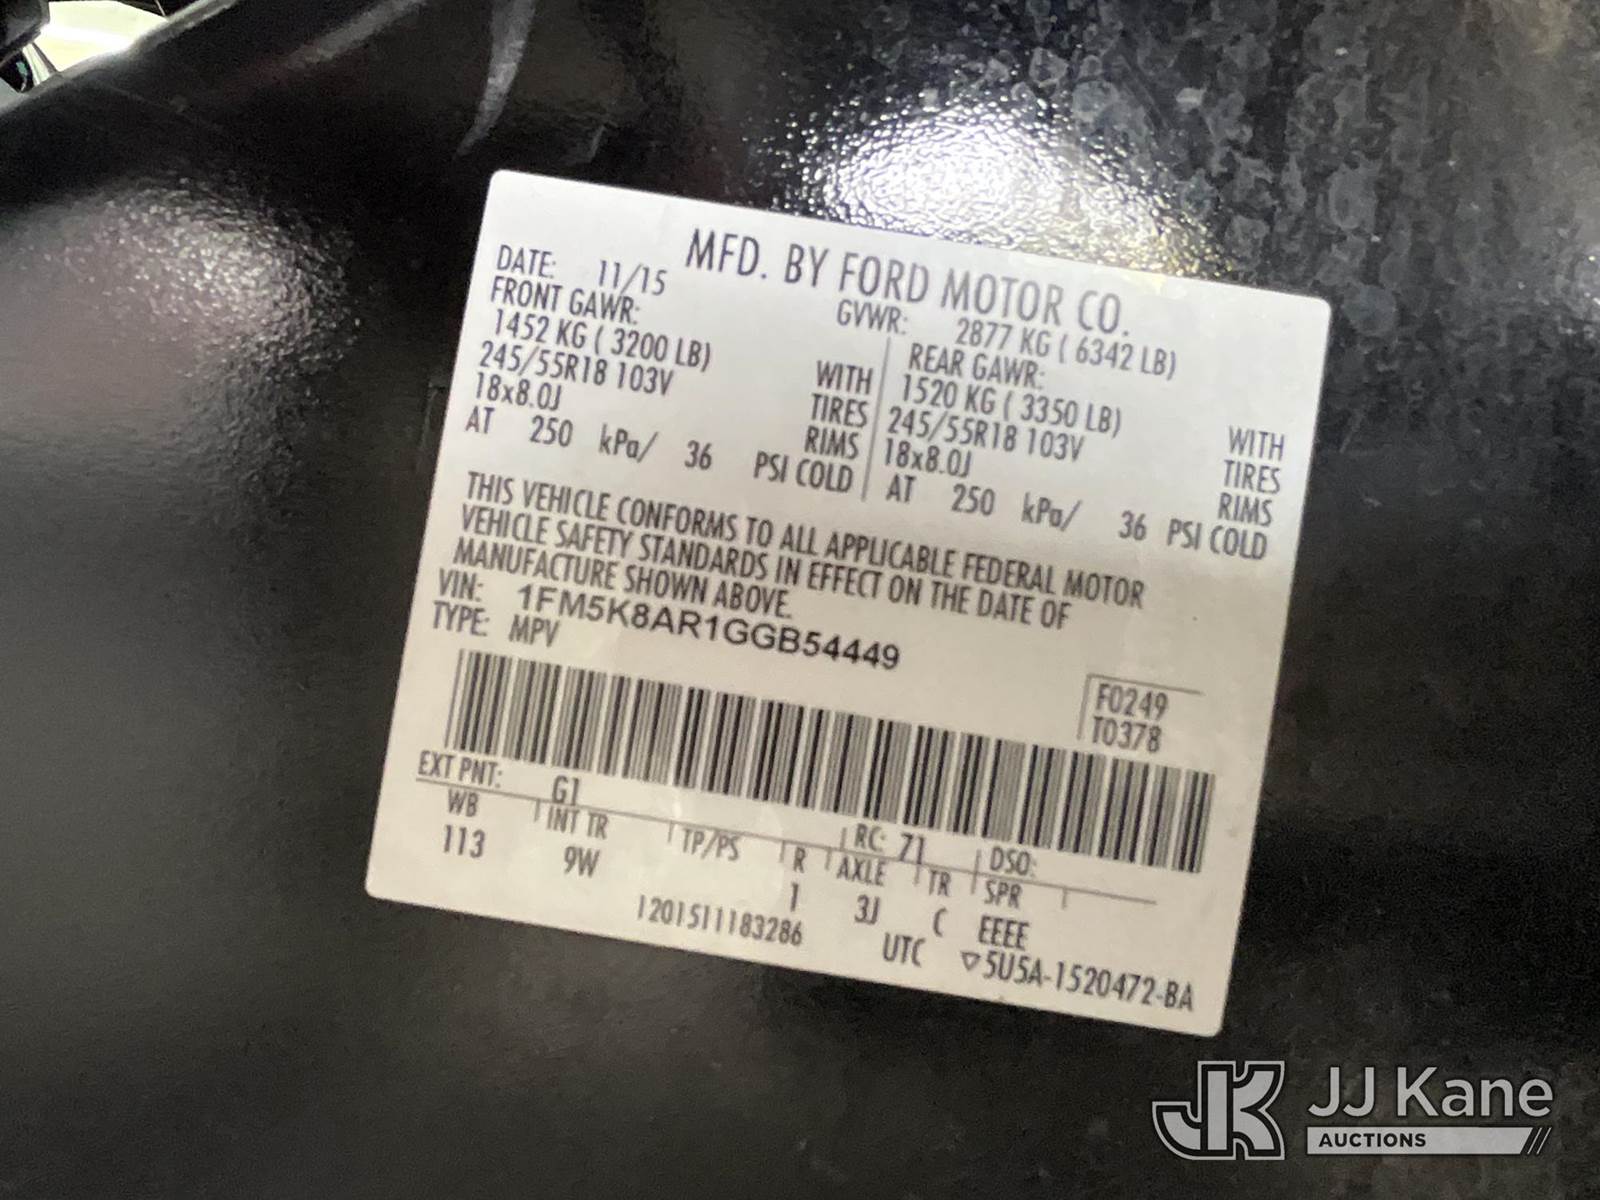 MFD. BY FORD MOTOR CO.
DATE: 11/15 GVWR: 2877 KG ( 6342 LB)
FRONT GAWR: REAR GAWR:
1452 KG ( 3200 LB) WITH 1520 KG ( 3350 LB) WITH
245/55R18 103V TIRES 245/55R18 103V TIRES
18x8.0J RIMS 18x8.0J RIMS
AT 250 kPa/ 36 PSI COLD AT 250 kPa/ 36 PSI COLD
THIS VEHICLE CONFORMS TO ALL APPLICABLE FEDERAL MOTOR
VEHICLE SAFETY STANDARDS IN EFFECT ON THE DATE OF
MANUFACTURE SHOWN ABOVE.
VIN: 1FM5K8AR1GGB54449
TYPE: MPV
F0249
T0378
EXT PNT: G1 RC: 71 DSO:
WB INT TR TP/PS R AXLE TR SPR
113 9W 1 3J C EEEE
1201511183286 UTC ▽5U5A-1520472-BA
JK JJ Kane
AUCTIONS